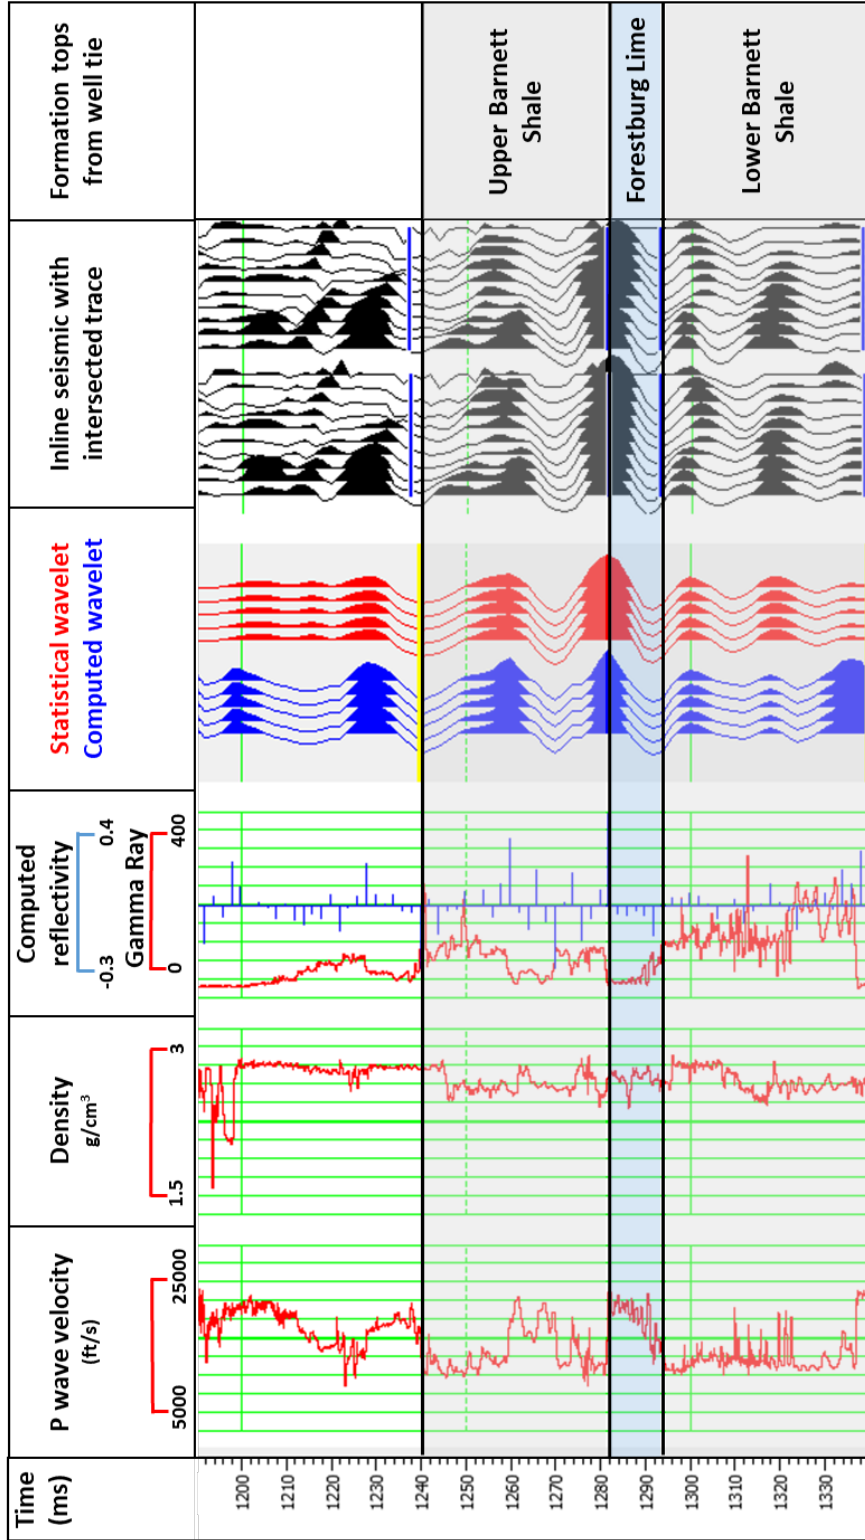 Time
(ms)
P wave velocity
(ft/s)
5000
25000
Density
g/cm³
1.5
3
Computed
reflectivity
-0.3
0.4
Gamma Ray
0
400
Statistical wavelet
Computed wavelet
Inline seismic with
intersected trace
Formation tops
from well tie
1200
1210
1220
1230
1240
1250
1260
1270
1280
1290
1300
1310
1320
1330
Upper Barnett
Shale
Forestburg Lime
Lower Barnett
Shale